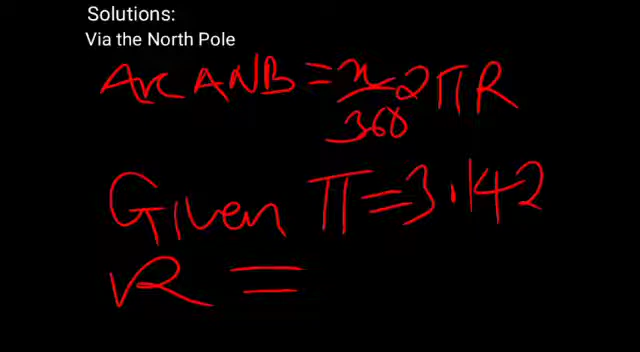 Solutions:
Via the North Pole
Arc ANB = x/360 2πR
Given π = 3.142
R =